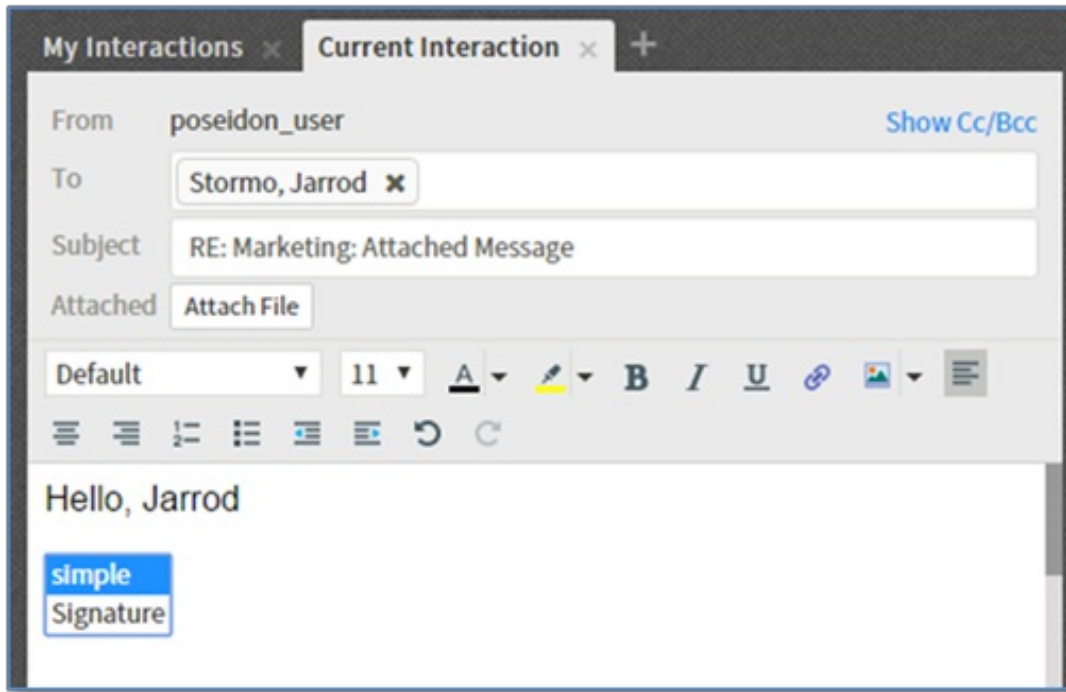 My Interactions × Current Interaction × +
From poseidon_user Show Cc/Bcc
To Stormo, Jarrod ✖
Subject RE: Marketing: Attached Message
Attached Attach File
Default ▼ 11 ▼ A B I U
Hello, Jarrod
simple
Signature